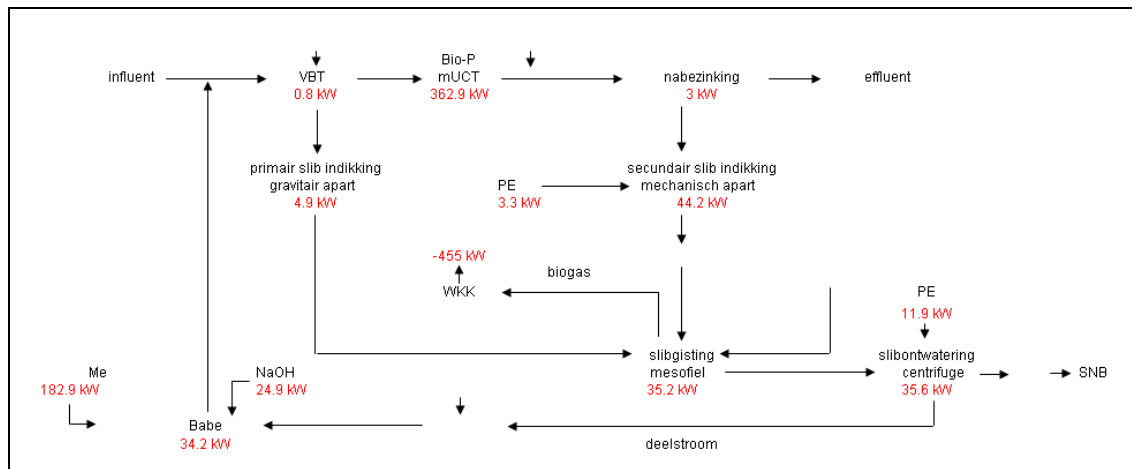 Bio-P
influent
VBT
mUCT
nabezinking
effluent
0.8 kW
362.9 kW
3 kW
primair slib indikking
gravitair apart
4.9 kW
PE
3.3 kW
secundair slib indikking
mechanisch apart
44.2 kW
-455 kW
biogas
WKK
PE
11.9 kW
slibgisting
mesofiel
35.2 kW
slibontwatering
centrifuge
35.6 kW
SNB
Me
182.9 kW
NaOH
24.9 kW
Babe
34.2 kW
deelstroom